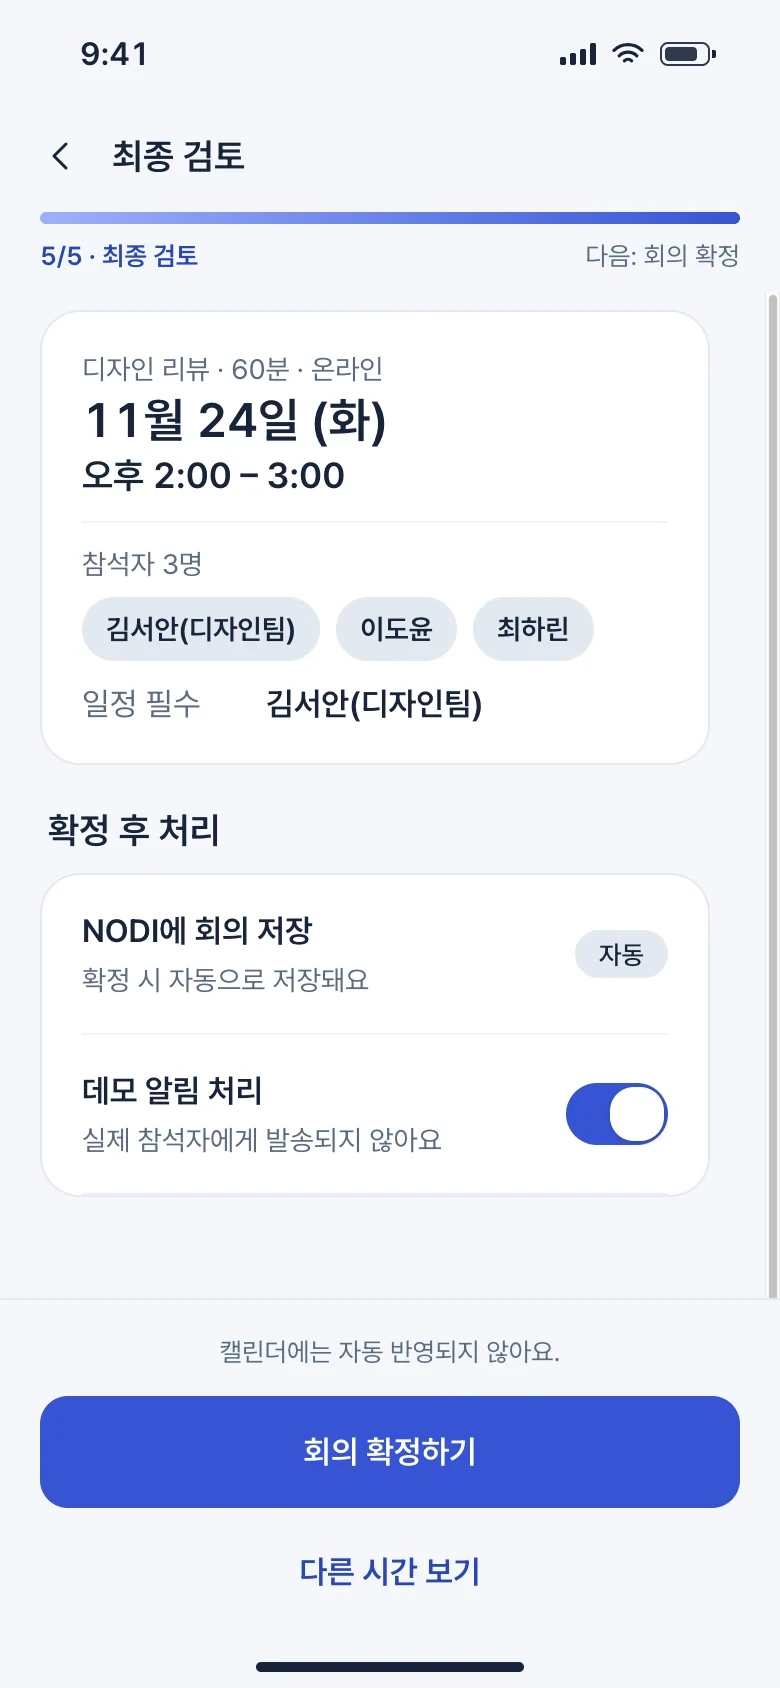 9:41
최종 검토
5/5 · 최종 검토
다음: 회의 확정
디자인 리뷰 · 60분 · 온라인
11월 24일 (화)
오후 2:00 – 3:00
참석자 3명
김서안(디자인팀)
이도윤
최하린
일정 필수
김서안(디자인팀)
확정 후 처리
NODI에 회의 저장
확정 시 자동으로 저장돼요
자동
데모 알림 처리
실제 참석자에게 발송되지 않아요
캘린더에는 자동 반영되지 않아요.
회의 확정하기
다른 시간 보기